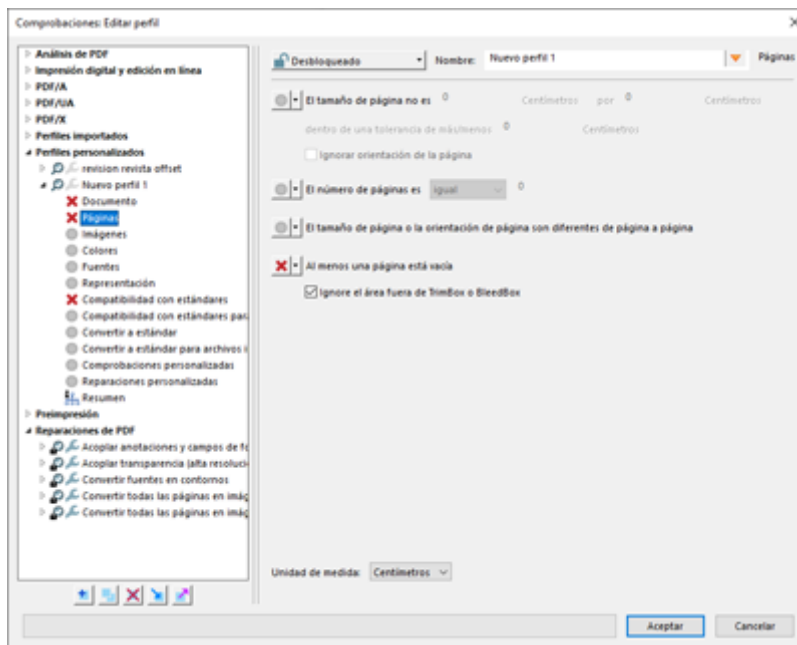 Comprobaciones: Editar perfil
Análisis de PDF
Impresión digital y edición en línea
PDF/A
PDF/UA
PDF/X
Perfiles importados
Perfiles personalizados
revision revista offset
Nuevo perfil 1
Documento
Páginas
Imágenes
Colores
Fuentes
Representación
Compatibilidad con estándares
Compatibilidad con estándares par
Convertir a estándar
Convertir a estándar para archivos i
Comprobaciones personalizadas
Reparaciones personalizadas
Resumen
Preimpresión
Reparaciones de PDF
Acoplar anotaciones y campos de fo
Acoplar transparencia (alta resoluci
Convertir fuentes en contornos
Convertir todas las páginas en imág
Convertir todas las páginas en imág
Desbloqueado Nombre: Nuevo perfil 1 Páginas
El tamaño de página no es 0 Centímetros por 0 Centímetros
dentro de una tolerancia de más/menos 0 Centímetros
Ignorar orientación de la página
El número de páginas es igual 0
El tamaño de página o la orientación de página son diferentes de página a página
Al menos una página está vacía
Ignore el área fuera de TrimBox o BleedBox
Unidad de medida: Centímetros
Aceptar Cancelar